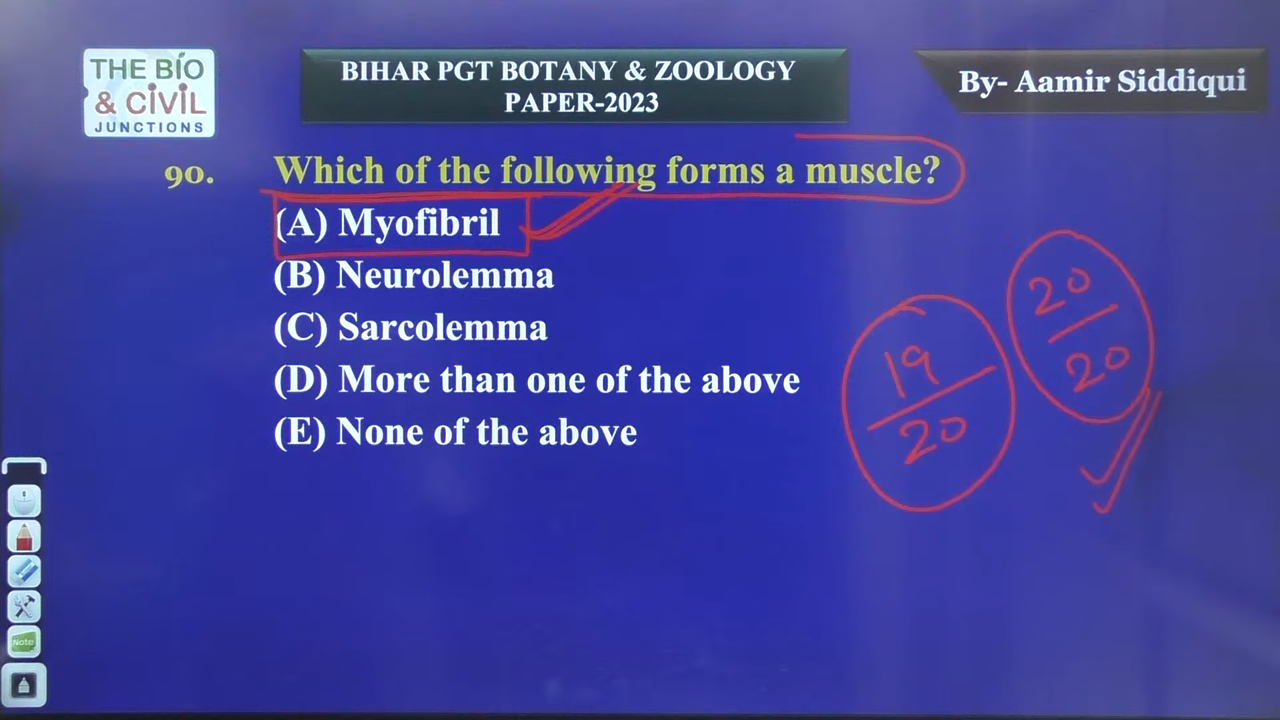 THE BIO
& CIVIL
JUNCTIONS
BIHAR PGT BOTANY & ZOOLOGY
PAPER-2023
By- Aamir Siddiqui
90. Which of the following forms a muscle?
(A) Myofibril
(B) Neurolemma
(C) Sarcolemma
(D) More than one of the above
(E) None of the above
19
20
20
20
Note